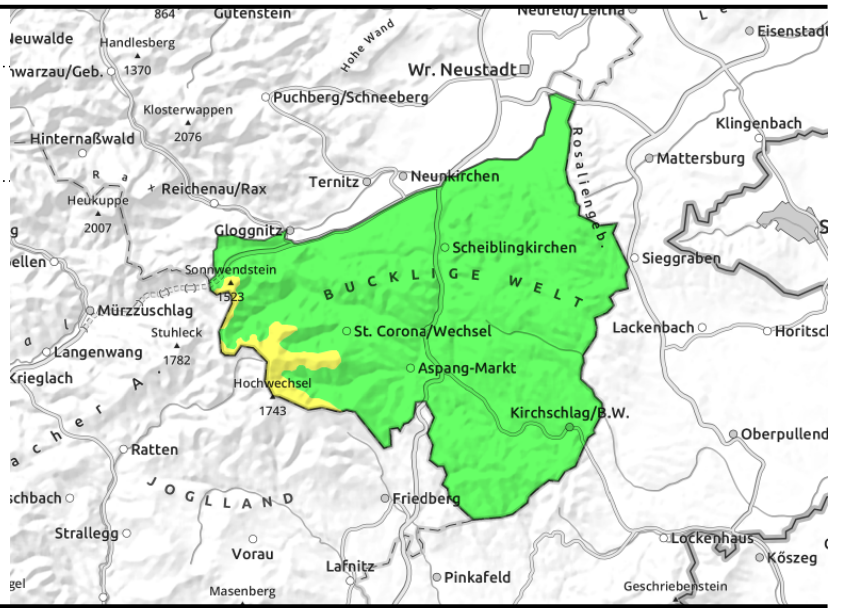 864
Gutenstein
Neufeld/Leitha
L e
Neuwalde
Handlesberg
1370
Hohe Wand
Eisenstadt
hwarzau/Geb.
Wr. Neustadt
Puchberg/Schneeberg
Klosterwappen
2076
Klingenbach
Hinternaßwald
R a x
Rosaliengeb.
Mattersburg
Heukuppe
2007
Reichenau/Rax
Ternitz
Neunkirchen
g
Gloggnitz
S
ellen
Scheiblingkirchen
Sieggraben
Sonnwendstein
1523
BUCKLIGE WELT
Mürzzuschlag
Stuhleck
1782
St. Corona/Wechsel
Lackenbach
Horitsch
a l
Langenwang
Krieglach
Aspang-Markt
Hochwechsel
1743
a c h e r A .
Kirchschlag/B.W.
Oberpullend
Ratten
JOGLLAND
schbach
Friedberg
Strallegg
Vorau
Lockenhaus
Kőszeg
Lafnitz
Pinkafeld
gel
Masenberg
Geschriebenstein